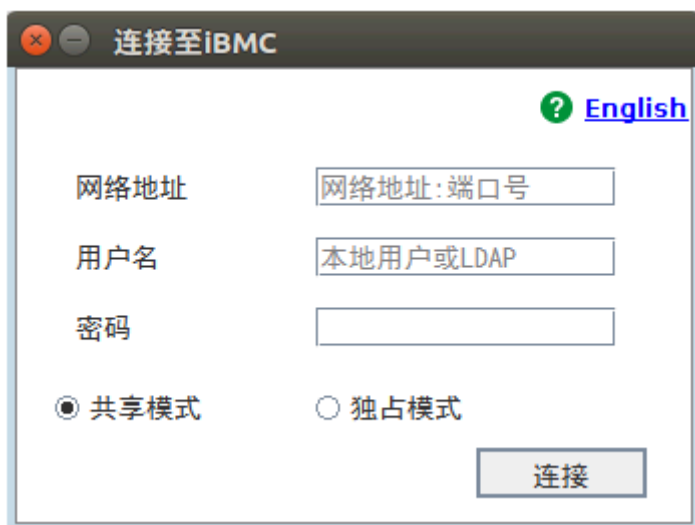 连接至iBMC
English
网络地址 网络地址:端口号
用户名 本地用户或LDAP
密码
共享模式 独占模式
连接